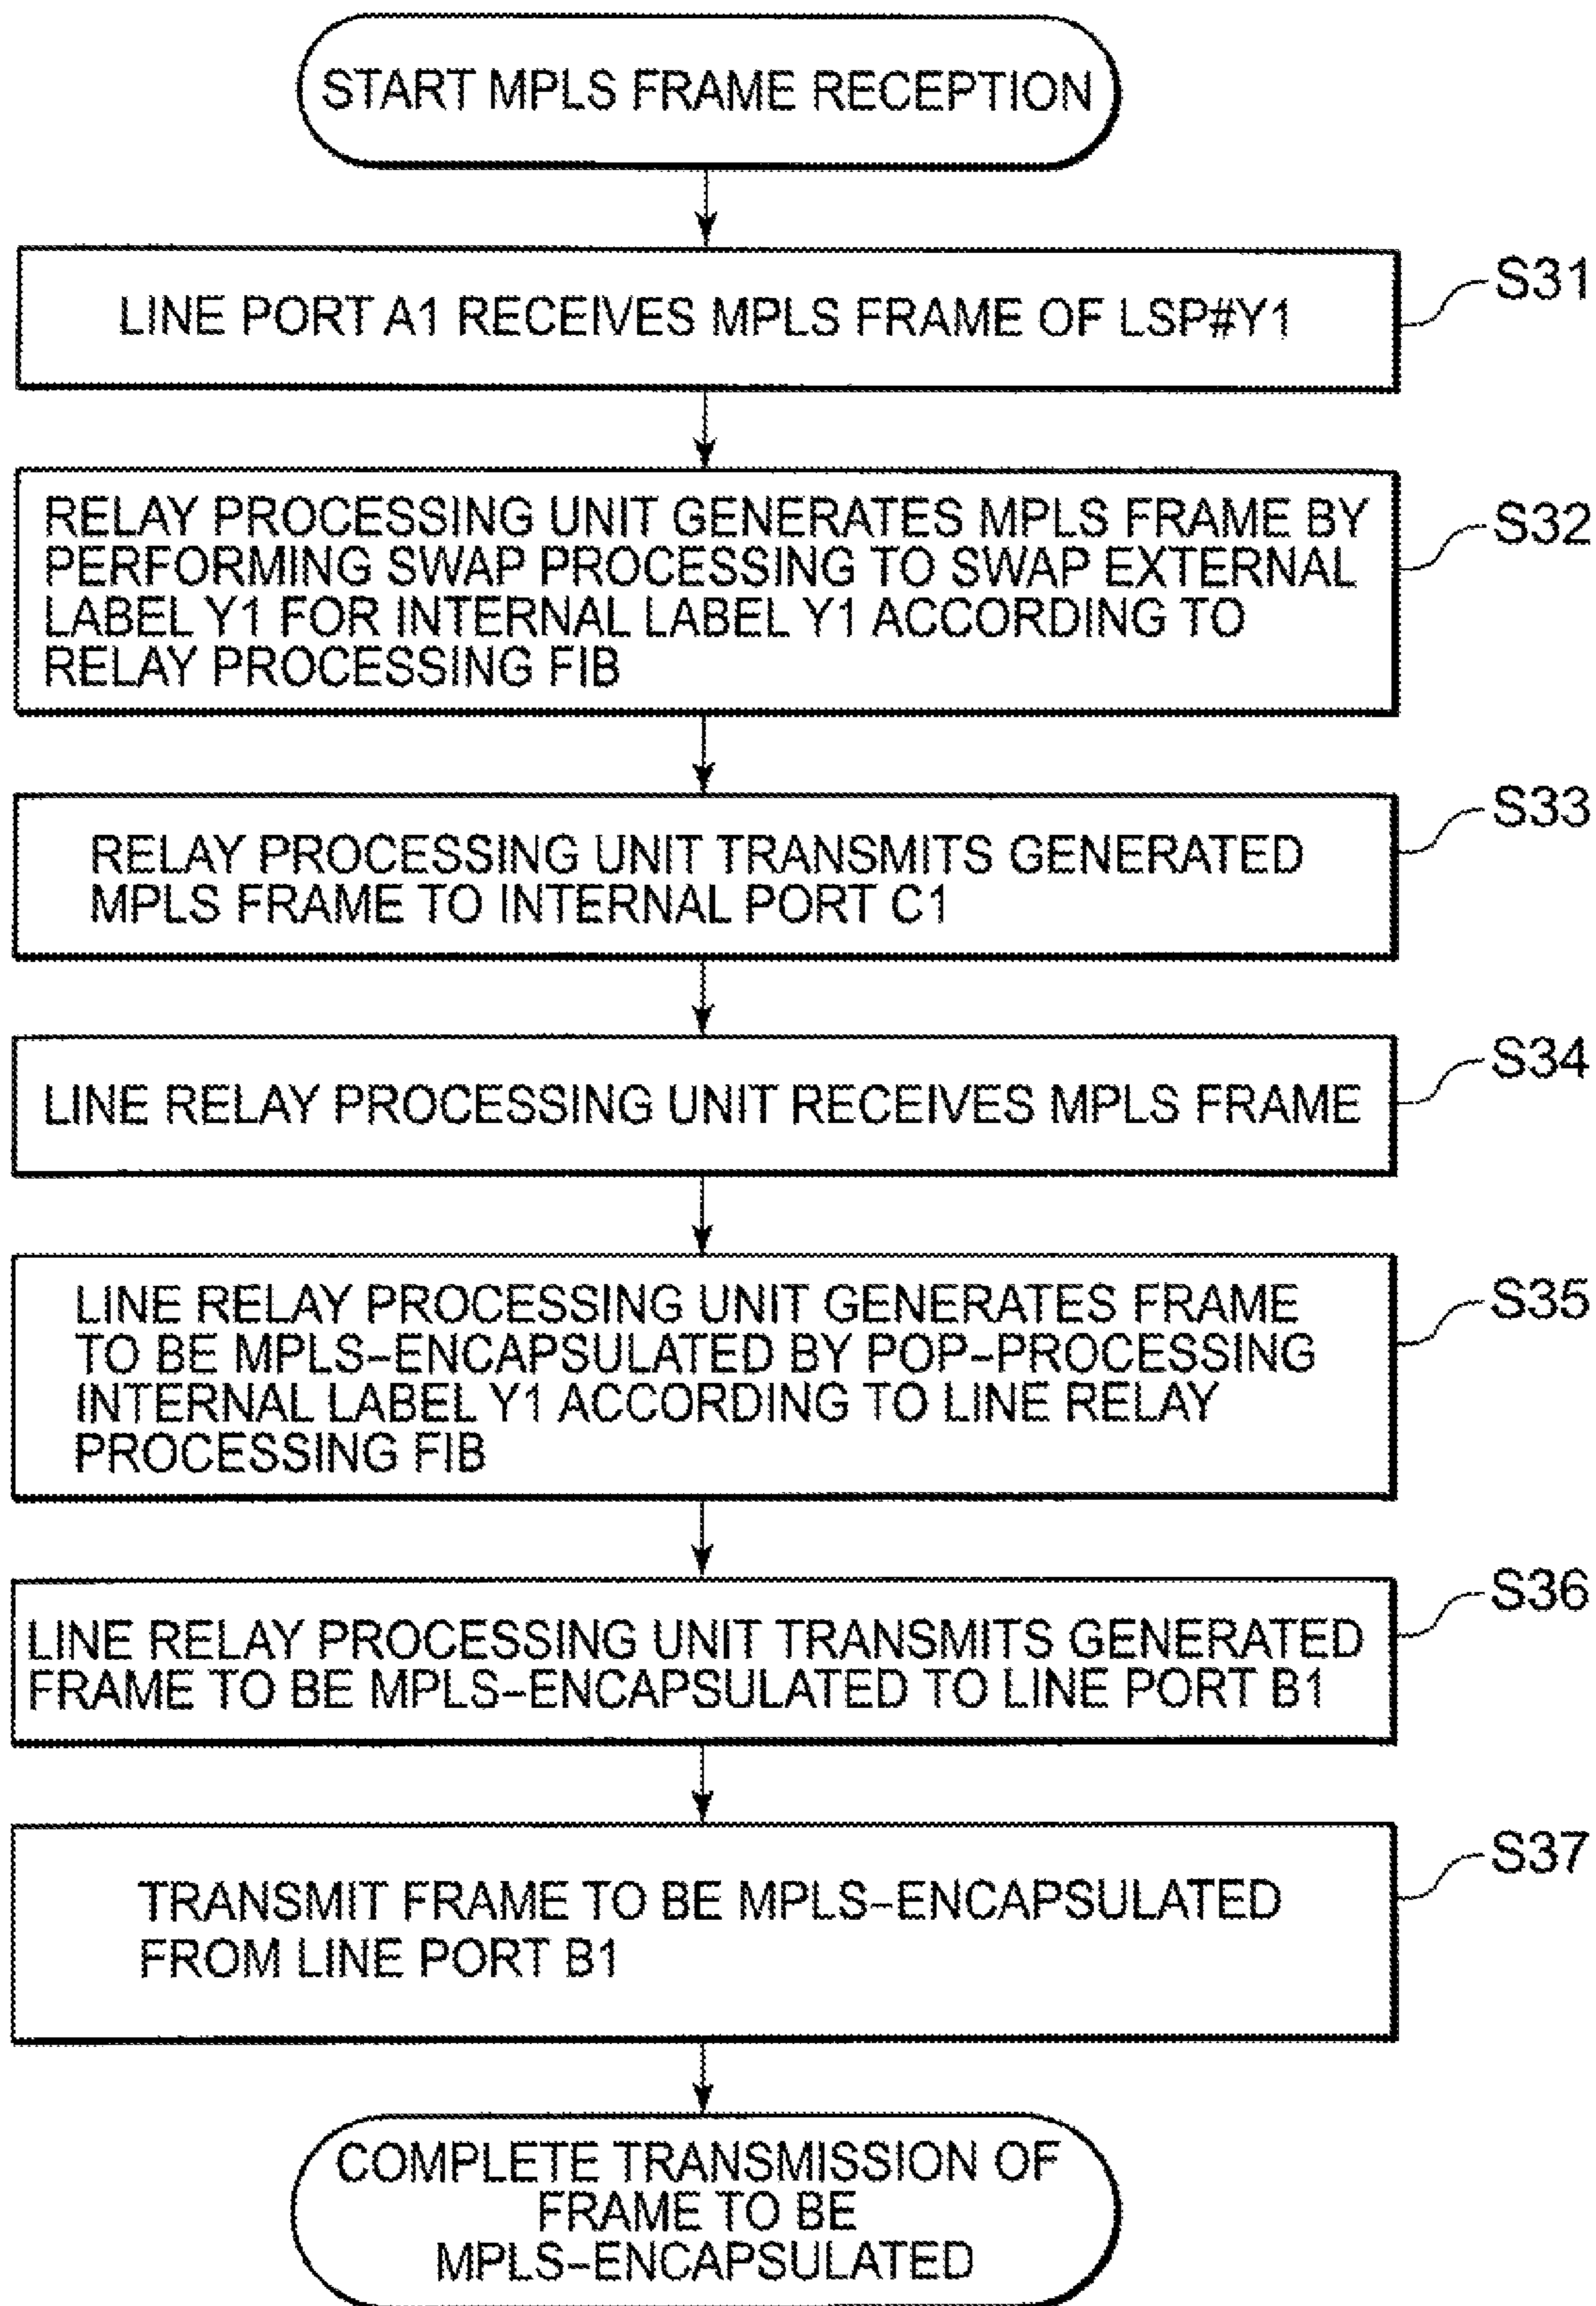 START MPLS FRAME RECEPTION
LINE PORT A1 RECEIVES MPLS FRAME OF LSP#Y1
S31
RELAY PROCESSING UNIT GENERATES MPLS FRAME BY
PERFORMING SWAP PROCESSING TO SWAP EXTERNAL
LABEL Y1 FOR INTERNAL LABEL Y1 ACCORDING TO
RELAY PROCESSING FIB
S32
RELAY PROCESSING UNIT TRANSMITS GENERATED
MPLS FRAME TO INTERNAL PORT C1
S33
LINE RELAY PROCESSING UNIT RECEIVES MPLS FRAME
S34
LINE RELAY PROCESSING UNIT GENERATES FRAME
TO BE MPLS-ENCAPSULATED BY POP-PROCESSING
INTERNAL LABEL Y1 ACCORDING TO LINE RELAY
PROCESSING FIB
S35
LINE RELAY PROCESSING UNIT TRANSMITS GENERATED
FRAME TO BE MPLS-ENCAPSULATED TO LINE PORT B1
S36
TRANSMIT FRAME TO BE MPLS-ENCAPSULATED
FROM LINE PORT B1
S37
COMPLETE TRANSMISSION OF
FRAME TO BE
MPLS-ENCAPSULATED